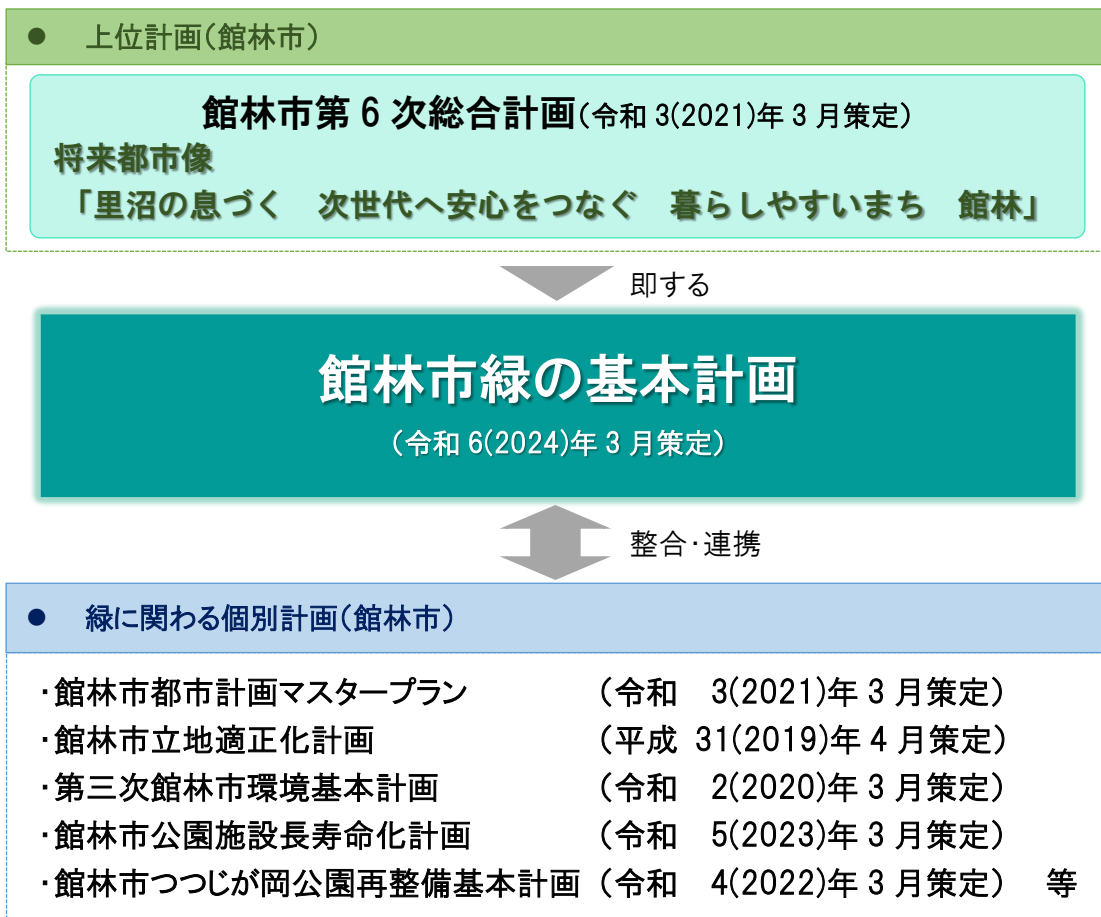 ● 上位計画(館林市)
館林市第6次総合計画(令和3(2021)年3月策定)
将来都市像
「里沼の息づく　次世代へ安心をつなぐ　暮らしやすいまち　館林」
即する
館林市緑の基本計画
(令和6(2024)年3月策定)
整合・連携
● 緑に関わる個別計画(館林市)
・館林市都市計画マスタープラン　(令和　3(2021)年3月策定)
・館林市立地適正化計画　(平成 31(2019)年4月策定)
・第三次館林市環境基本計画　(令和　2(2020)年3月策定)
・館林市公園施設長寿命化計画　(令和　5(2023)年3月策定)
・館林市つつじが岡公園再整備基本計画 (令和　4(2022)年3月策定)　等